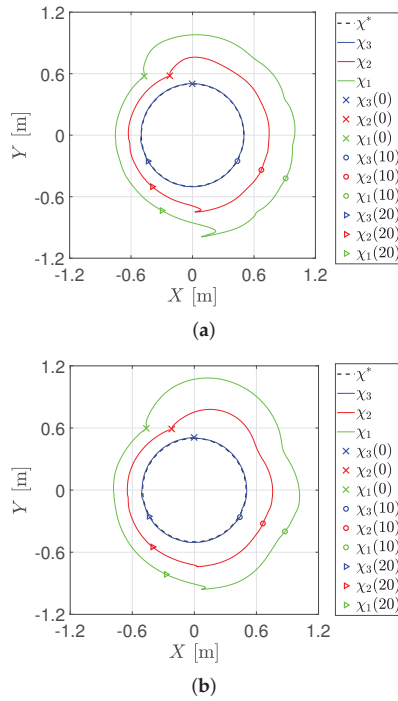 1.2
0.6
0
-0.6
-1.2
-1.2 -0.6 0 0.6 1.2
Y [m]
X [m]
χ*
χ₃
χ₂
χ₁
χ₃(0)
χ₂(0)
χ₁(0)
χ₃(10)
χ₂(10)
χ₁(10)
χ₃(20)
χ₂(20)
χ₁(20)
(a)
1.2
0.6
0
-0.6
-1.2
-1.2 -0.6 0 0.6 1.2
Y [m]
X [m]
χ*
χ₃
χ₂
χ₁
χ₃(0)
χ₂(0)
χ₁(0)
χ₃(10)
χ₂(10)
χ₁(10)
χ₃(20)
χ₂(20)
χ₁(20)
(b)